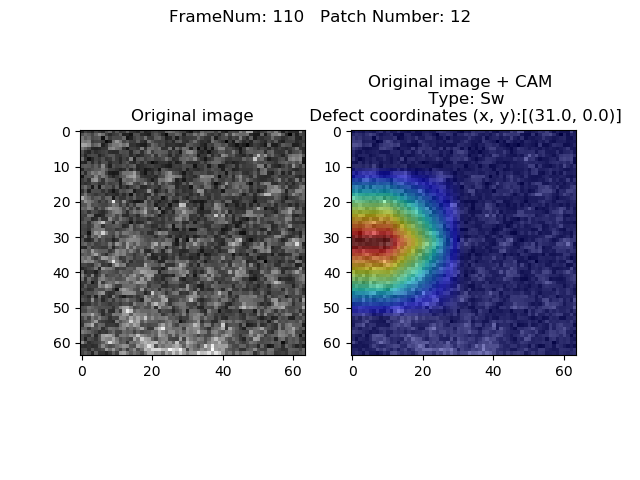 FrameNum: 110   Patch Number: 12
Original image
0
10
20
30
40
50
60
0 20 40 60
Original image + CAM
Type: Sw
Defect coordinates (x, y):[(31.0, 0.0)]
0
10
20
30
40
50
60
0 20 40 60